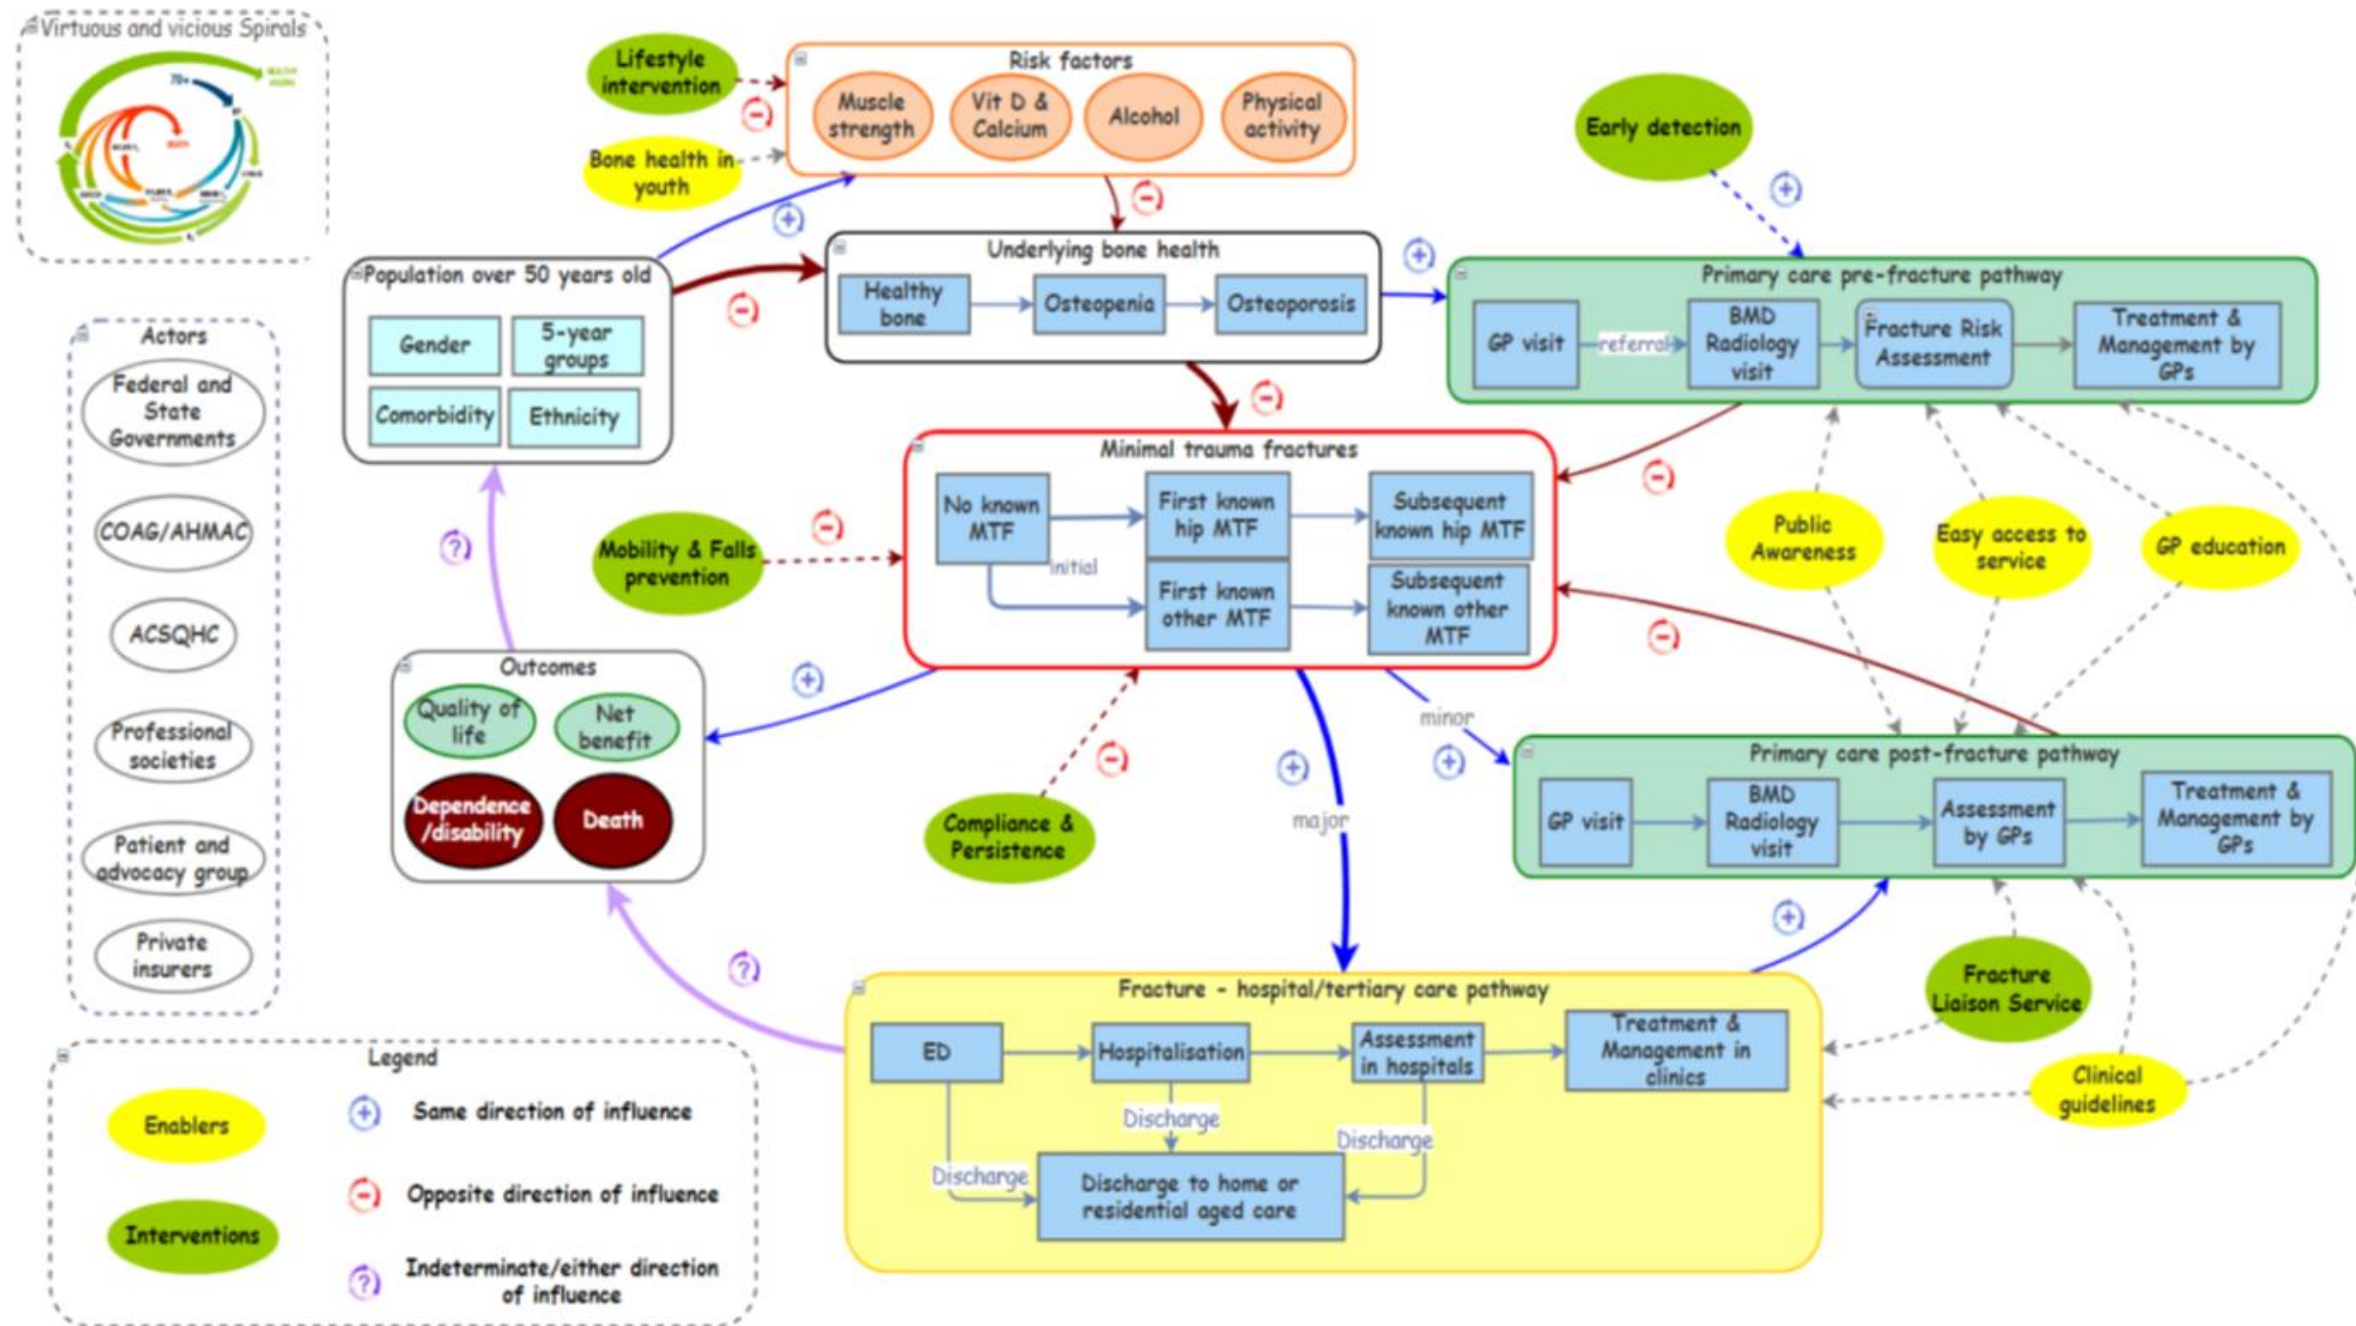 Virtuous and vicious Spirals
70+
Lifestyle
intervention
Bone health in
youth
Risk factors
Muscle
strength
Vit D &
Calcium
Alcohol
Physical
activity
Early detection
Population over 50 years old
Gender
5-year
groups
Comorbidity
Ethnicity
Underlying bone health
Healthy
bone
Osteopenia
Osteoporosis
Primary care pre-fracture pathway
GP visit
referral
BMD
Radiology
visit
Fracture Risk
Assessment
Treatment &
Management by
GPs
Actors
Federal and
State
Governments
COAG/AHMAC
ACSQHC
Professional
societies
Patient and
advocacy group
Private
insurers
Mobility & Falls
prevention
Minimal trauma fractures
No known
MTF
initial
First known
hip MTF
Subsequent
known hip MTF
First known
other MTF
Subsequent
known other
MTF
Public
Awareness
Easy access to
service
GP education
Outcomes
Quality of
life
Net
benefit
Dependence
/disability
Death
Compliance &
Persistence
major
minor
Primary care post-fracture pathway
GP visit
BMD
Radiology
visit
Assessment
by GPs
Treatment &
Management by
GPs
Fracture
Liaison Service
Clinical
guidelines
Fracture - hospital/tertiary care pathway
ED
Hospitalisation
Assessment
in hospitals
Treatment &
Management in
clinics
Discharge
Discharge
Discharge
Discharge to home or
residential aged care
Legend
Enablers
Same direction of influence
Opposite direction of influence
Interventions
Indeterminate/either direction
of influence